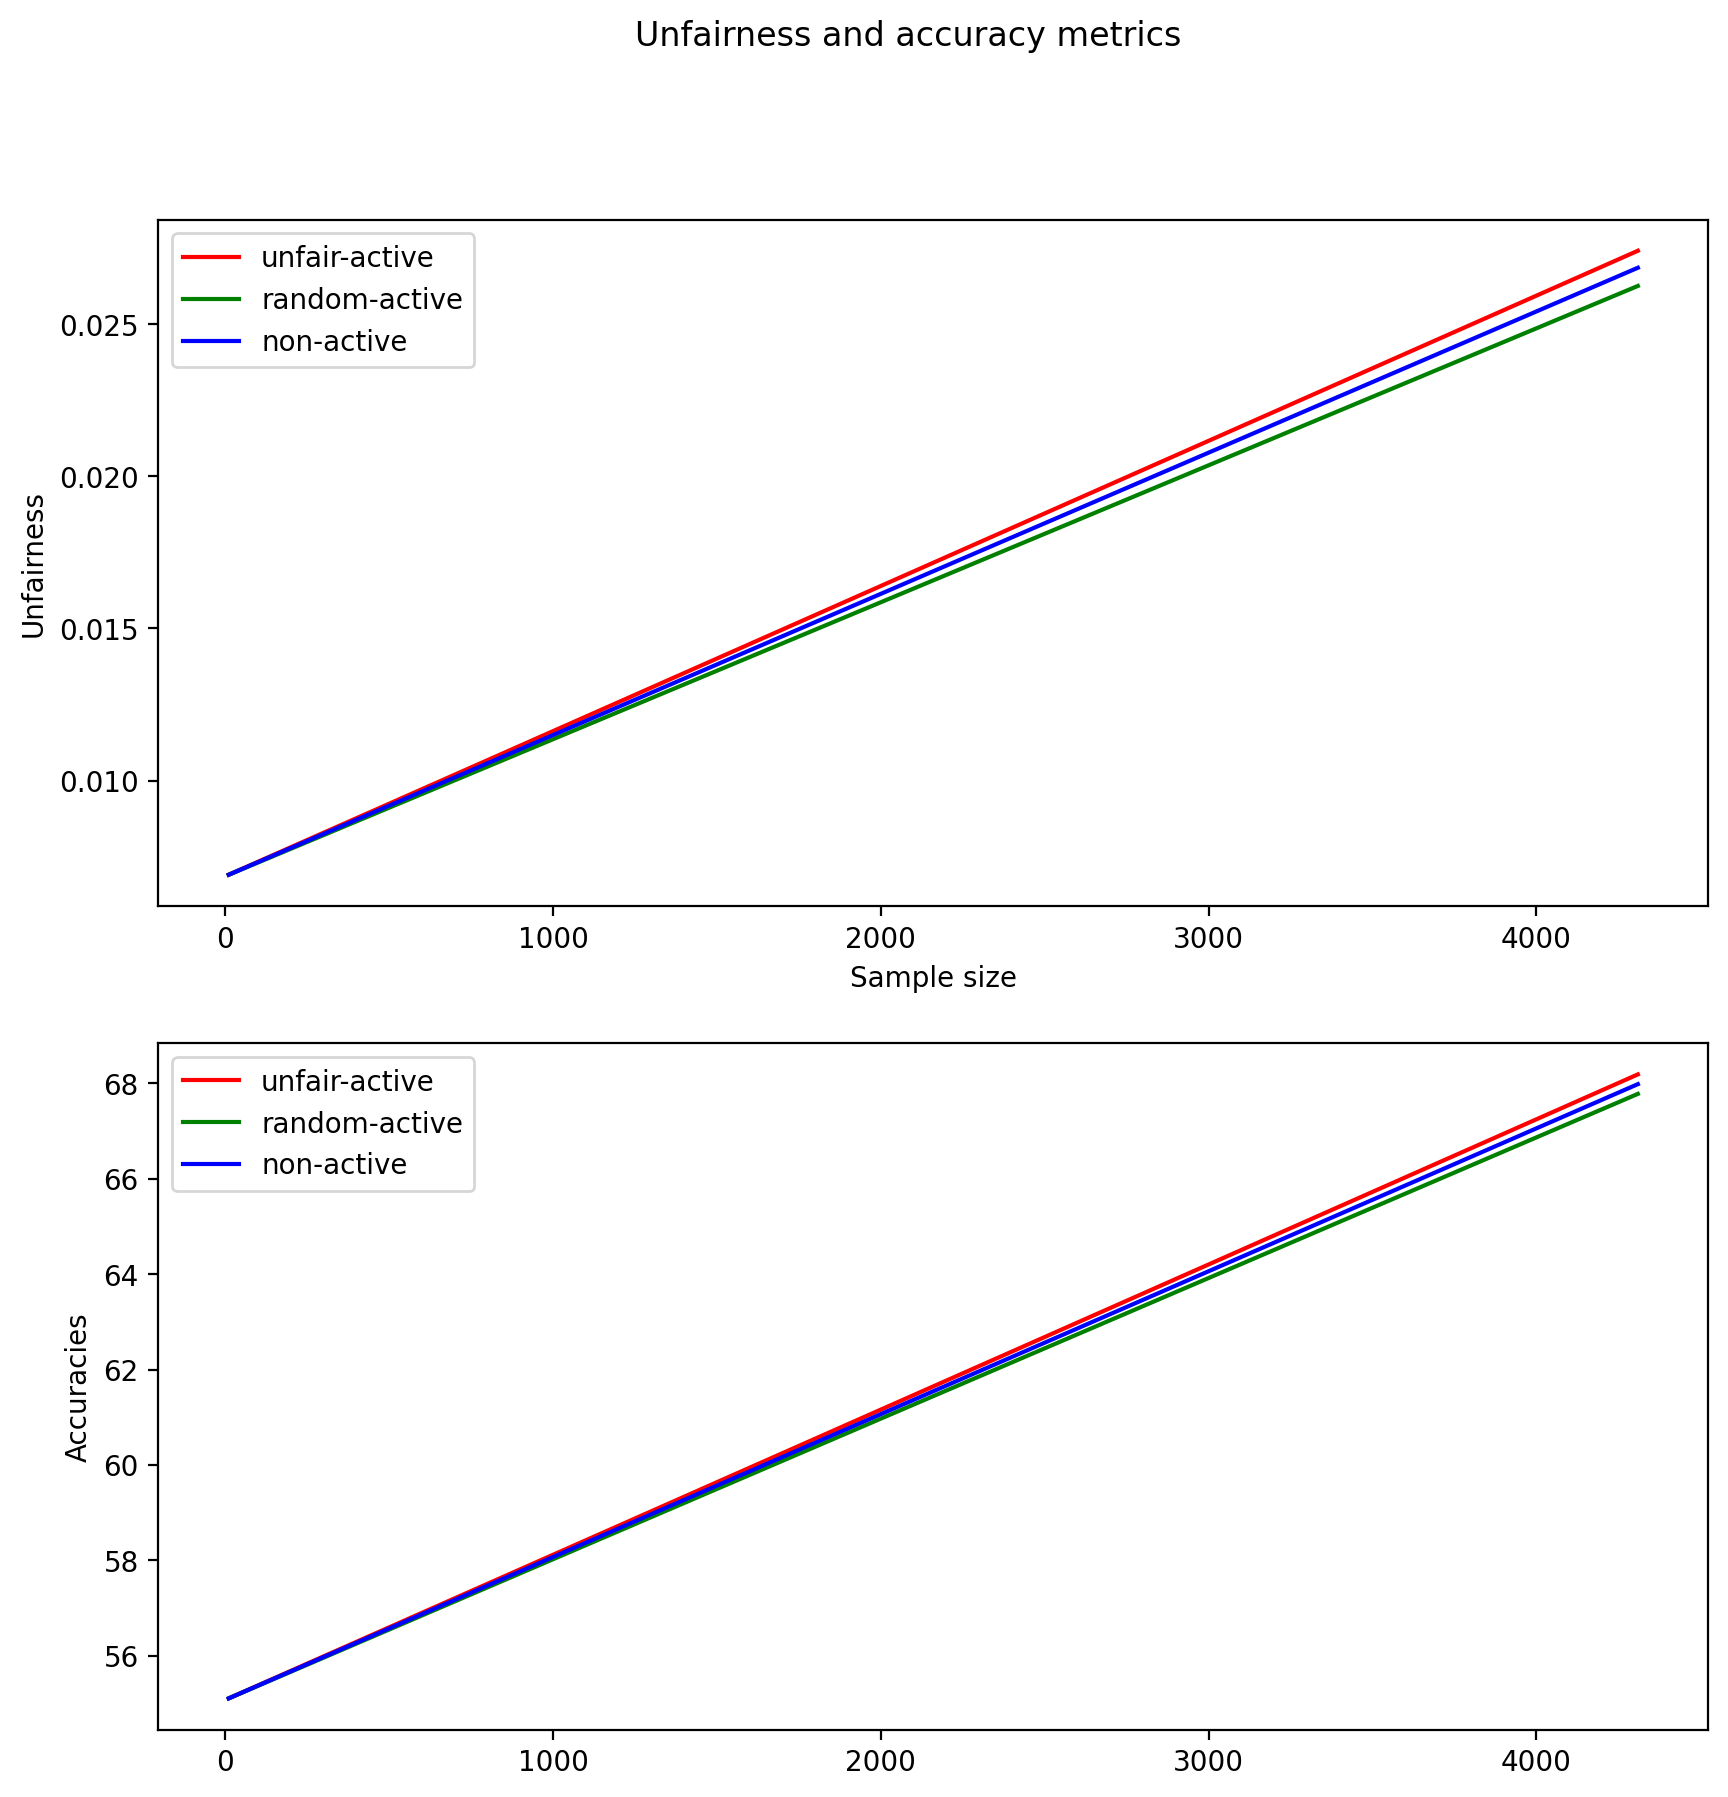 Unfairness and accuracy metrics
unfair-active
random-active
non-active
0.025
0.020
0.015
0.010
Unfairness
0 1000 2000 3000 4000
Sample size
unfair-active
random-active
non-active
68
66
64
62
60
58
56
Accuracies
0 1000 2000 3000 4000